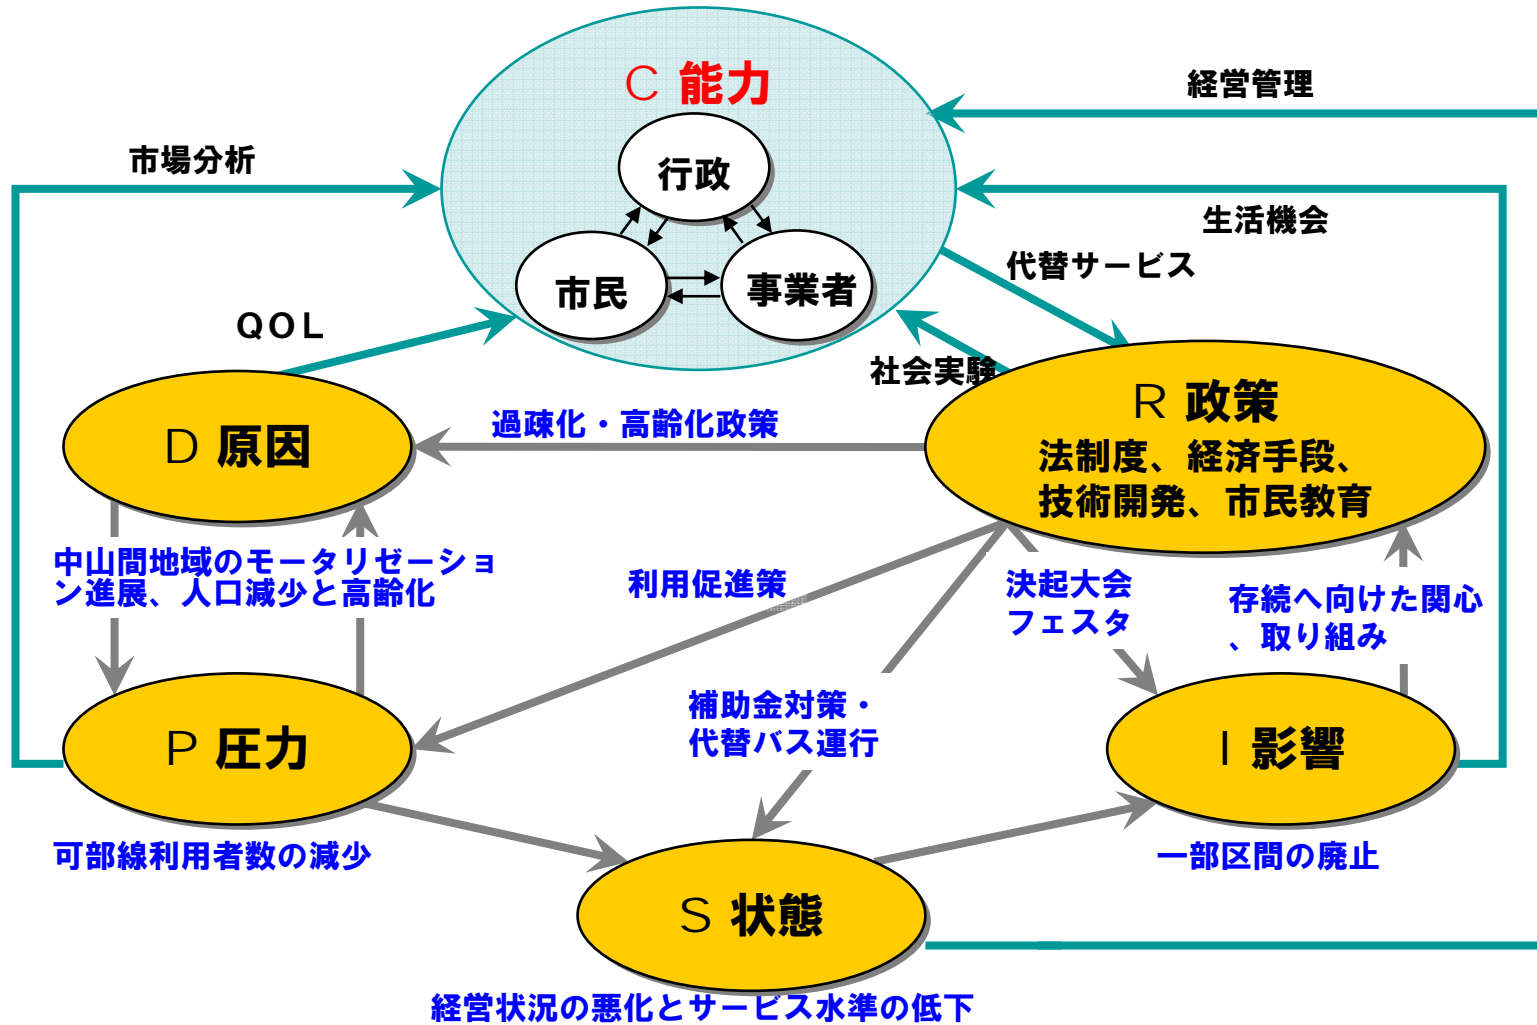 C 能力
経営管理
市場分析
行政
生活機会
代替サービス
市民
事業者
QOL
社会実験
R 政策
法制度、経済手段、
技術開発、市民教育
過疎化・高齢化政策
D 原因
中山間地域のモータリゼーショ
ン進展、人口減少と高齢化
利用促進策
決起大会
フェスタ
存続へ向けた関心
、取り組み
補助金対策・
代替バス運行
P 圧力
I 影響
可部線利用者数の減少
一部区間の廃止
S 状態
経営状況の悪化とサービス水準の低下